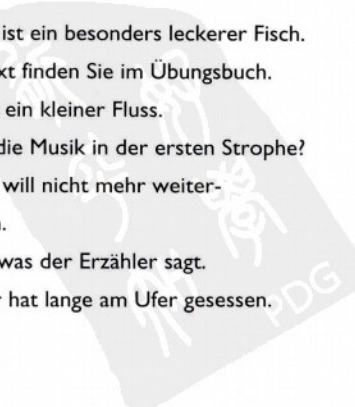 ist ein besonders leckerer Fisch.
finden Sie im Übungsbuch.
ein kleiner Fluss.
die Musik in der ersten Strophe?
will nicht mehr weiter-
was der Erzähler sagt.
hat lange am Ufer gesessen.
PDG